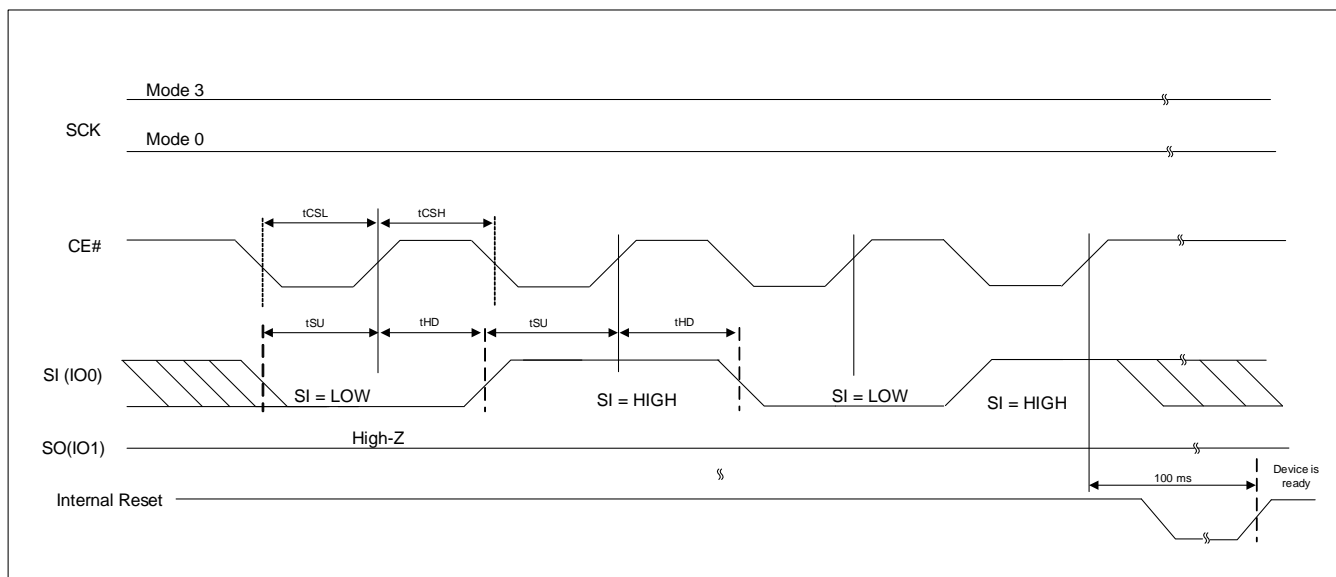 Mode 3
SCK
Mode 0
tCSL
tCSH
CE#
tSU
tHD
tSU
tHD
SI (IO0)
SI = LOW
SI = HIGH
SI = LOW
SI = HIGH
High-Z
SO(IO1)
100 ms
Device is
ready
Internal Reset